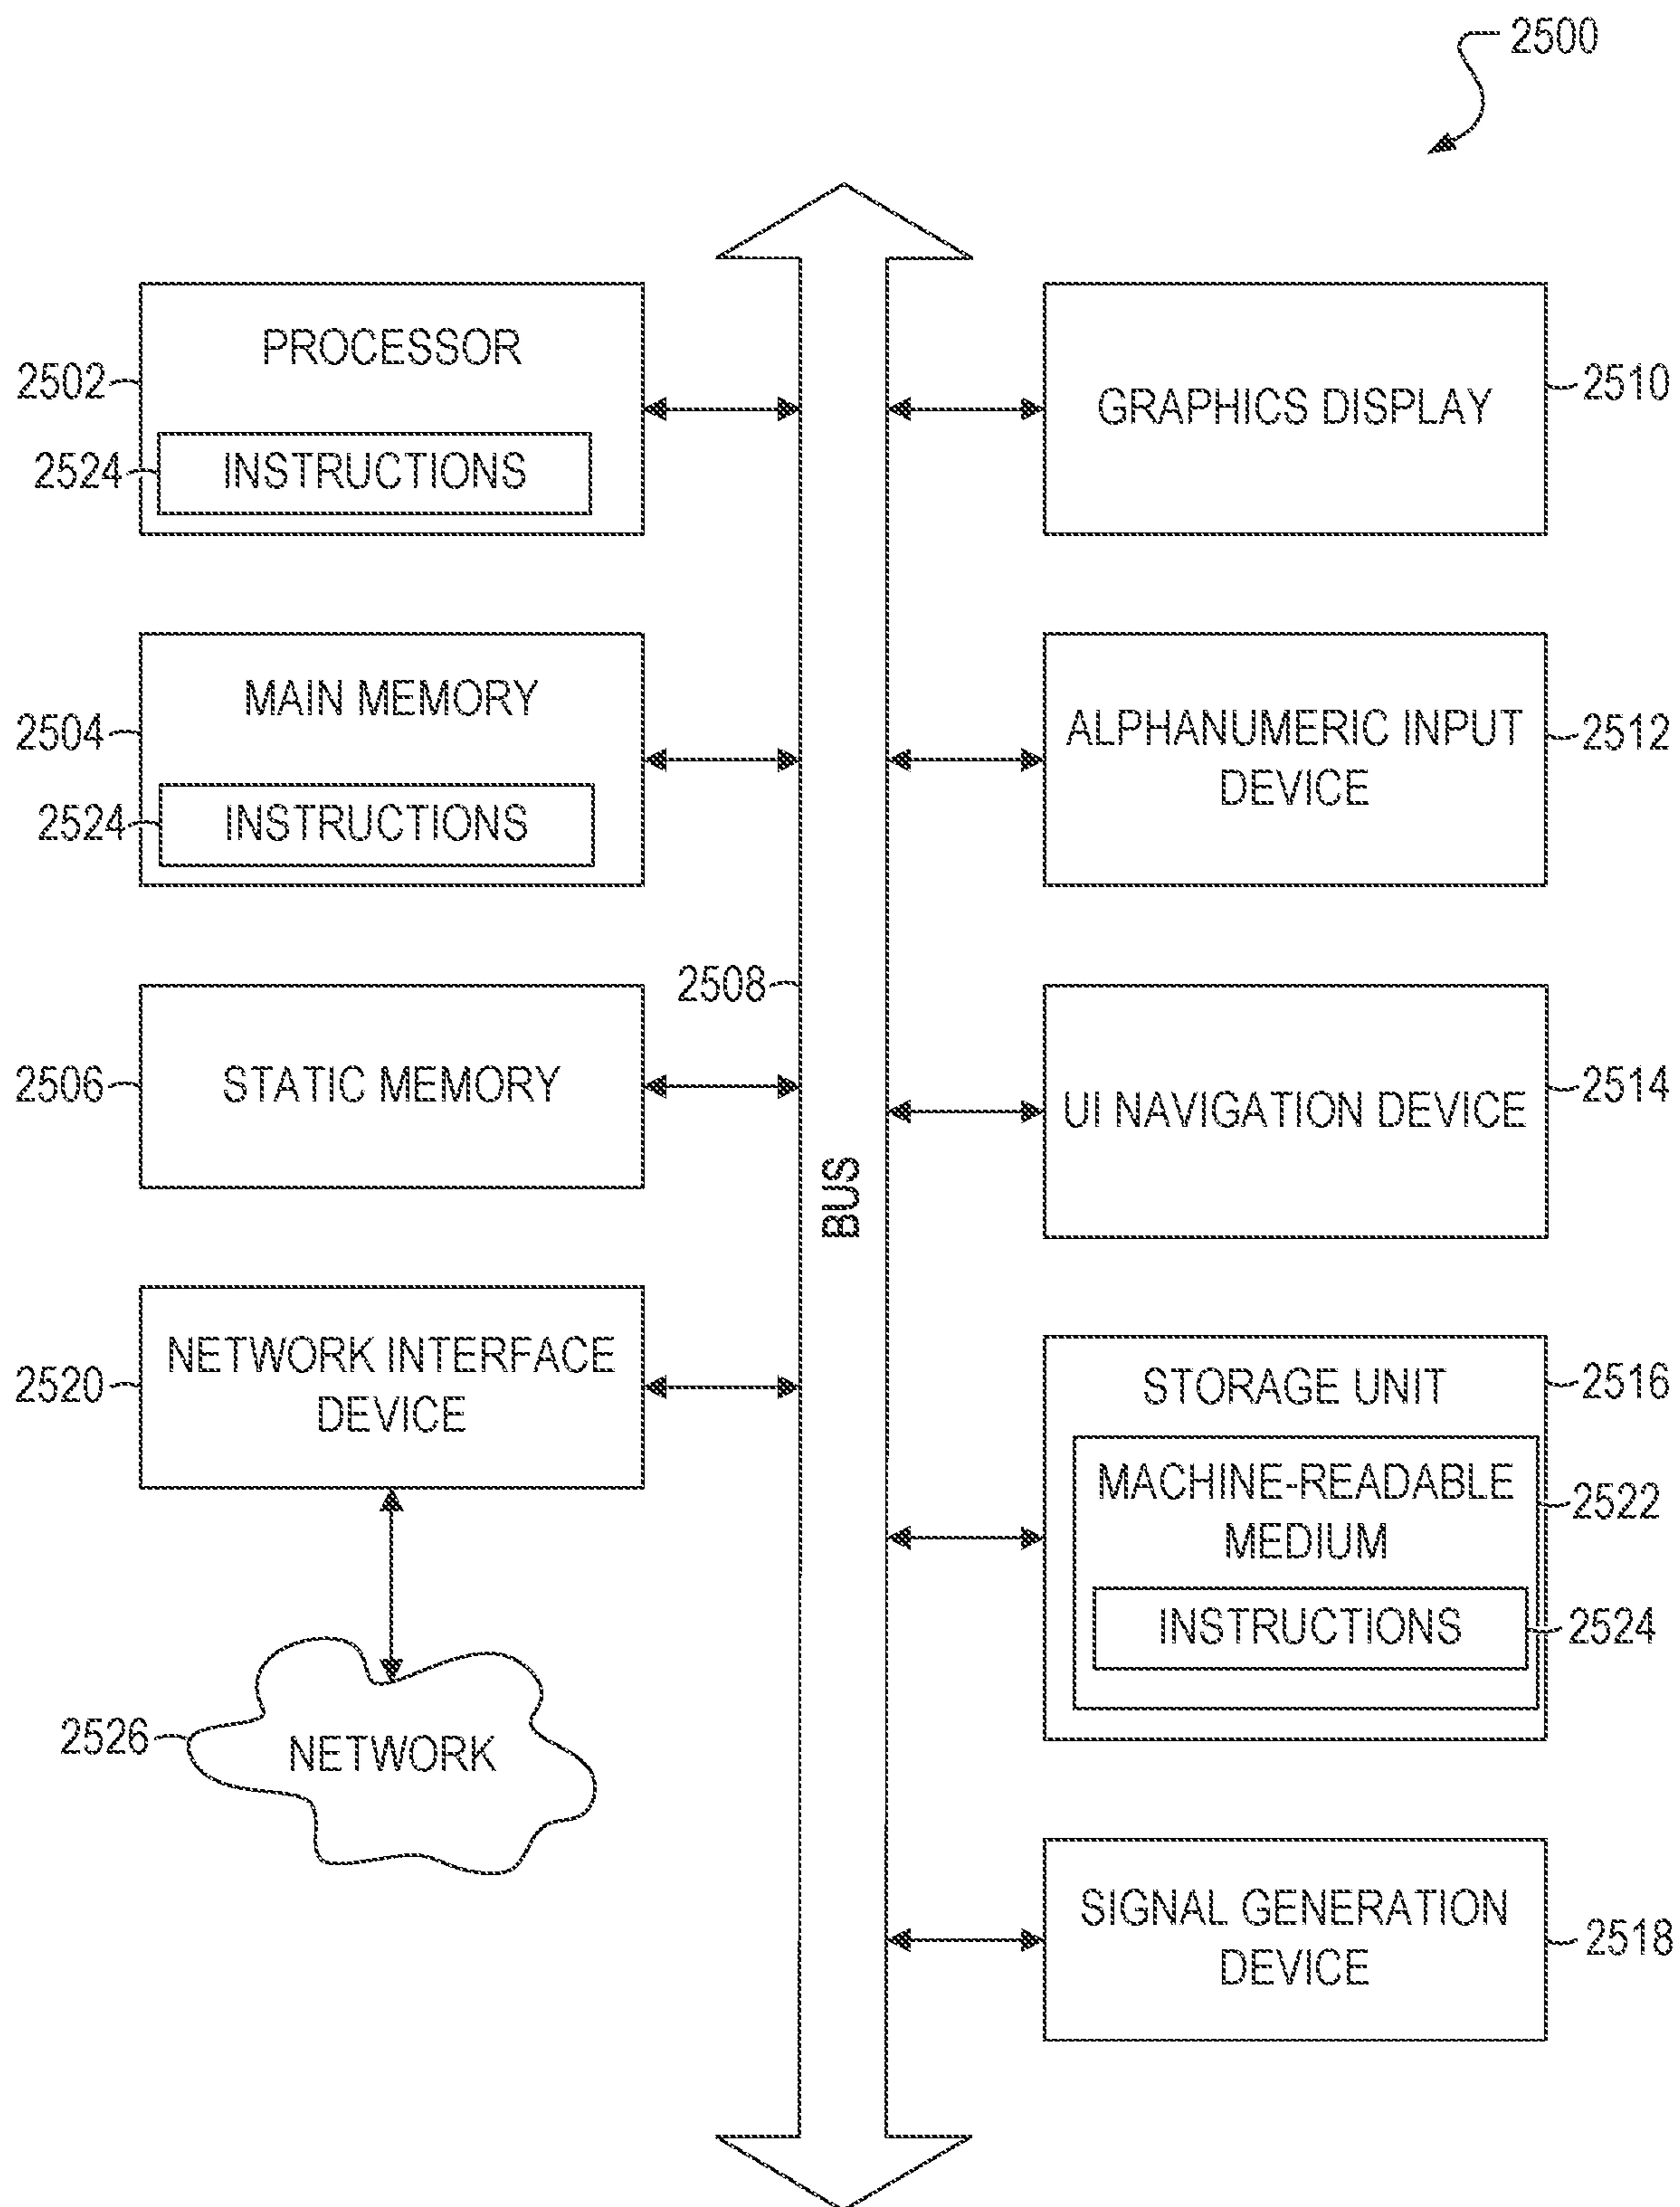 2500
PROCESSOR
2502
2524
INSTRUCTIONS
MAIN MEMORY
2504
2524
INSTRUCTIONS
2508
2506
STATIC MEMORY
NETWORK INTERFACE
DEVICE
2520
2526
NETWORK
BUS
GRAPHICS DISPLAY
2510
ALPHANUMERIC INPUT
DEVICE
2512
UI NAVIGATION DEVICE
2514
STORAGE UNIT
2516
MACHINE-READABLE
MEDIUM
2522
INSTRUCTIONS
2524
SIGNAL GENERATION
DEVICE
2518